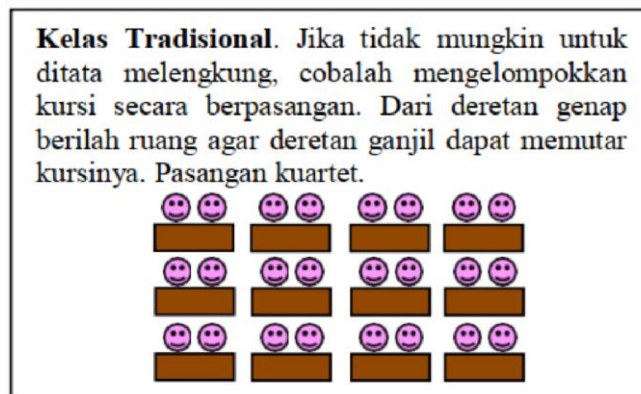 Kelas Tradisional. Jika tidak mungkin untuk
ditata melengkung, cobalah mengelompokkan
kursi secara berpasangan. Dari deretan genap
berilah ruang agar deretan ganjil dapat memutar
kursinya. Pasangan kuartet.